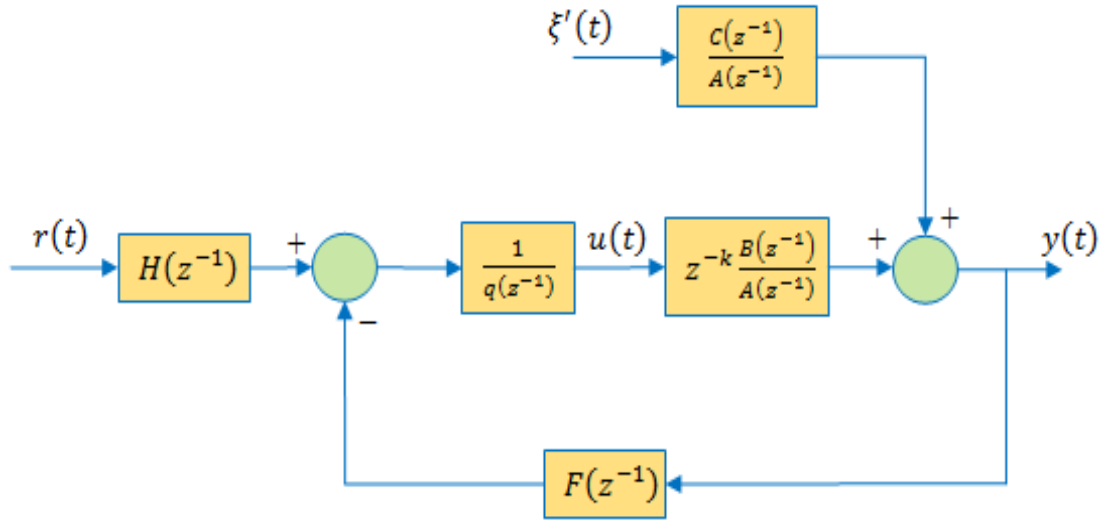 ξ′(t)
C(z⁻¹)
A(z⁻¹)
r(t)
H(z⁻¹)
+
−
1
q(z⁻¹)
u(t)
z⁻ᵏ B(z⁻¹)
A(z⁻¹)
+
+
y(t)
F(z⁻¹)